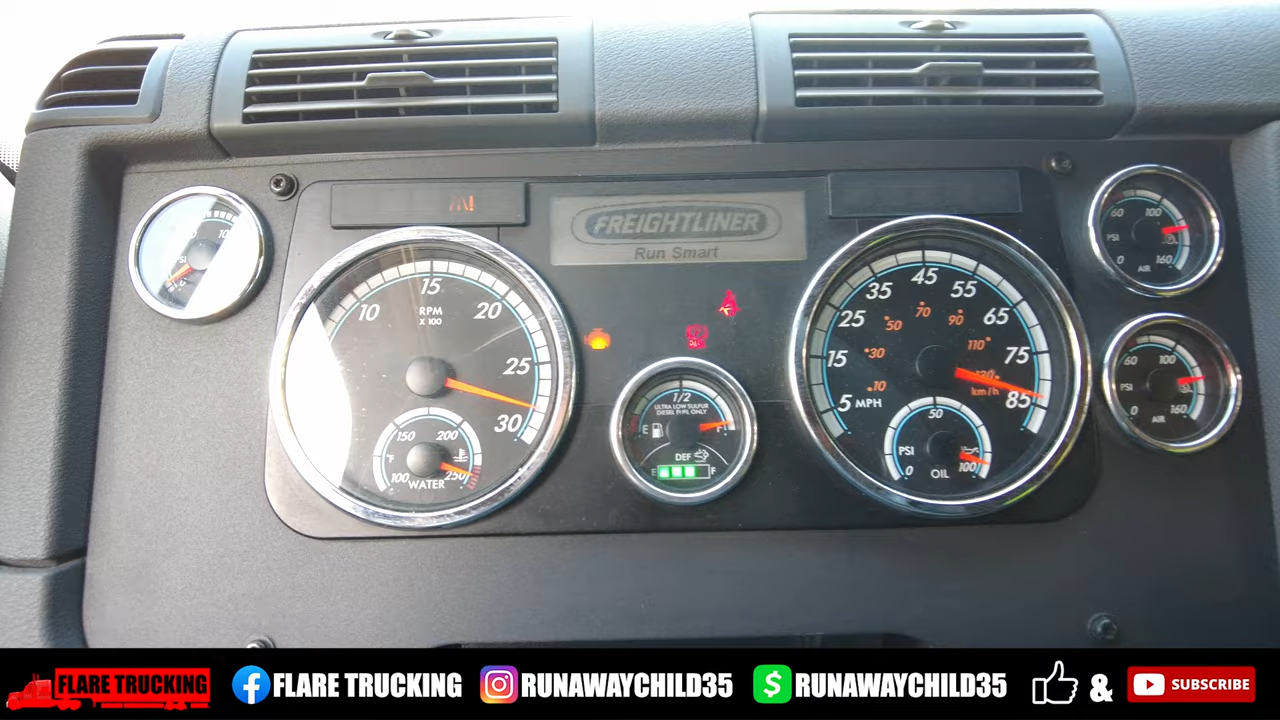 FREIGHTLINER
Run Smart
10 15 20 25 30
RPM
X 100
°F 100 150 200 250
WATER
1/2
ULTRA LOW SULFUR
DIESEL FUEL ONLY
E F
DEF
E F
5 15 25 35 45 55 65 75 85
MPH
10 30 50 70 90 110 130
km/h
PSI 0 50 100
OIL
60 100
PSI
0 160
AIR
60 100
PSI
0 160
AIR
FLARE TRUCKING
FLARE TRUCKING
RUNAWAYCHILD35
$ RUNAWAYCHILD35
& SUBSCRIBE